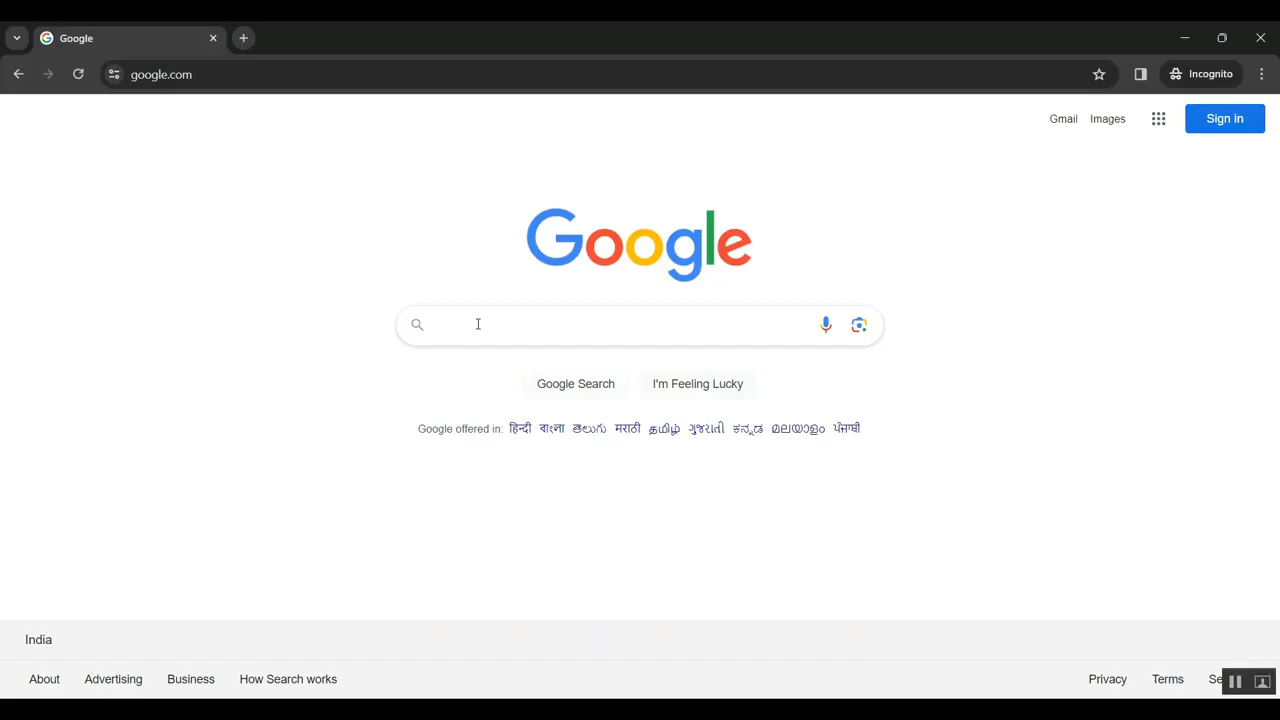 Google
google.com
Incognito
Gmail Images
Sign in
Google
Google Search I'm Feeling Lucky
Google offered in: हिन्दी বাংলা తెలుగు मराठी தமிழ் ગુજરાતી ಕನ್ನಡ മലയാളം ਪੰਜਾਬੀ
India
About Advertising Business How Search works Privacy Terms